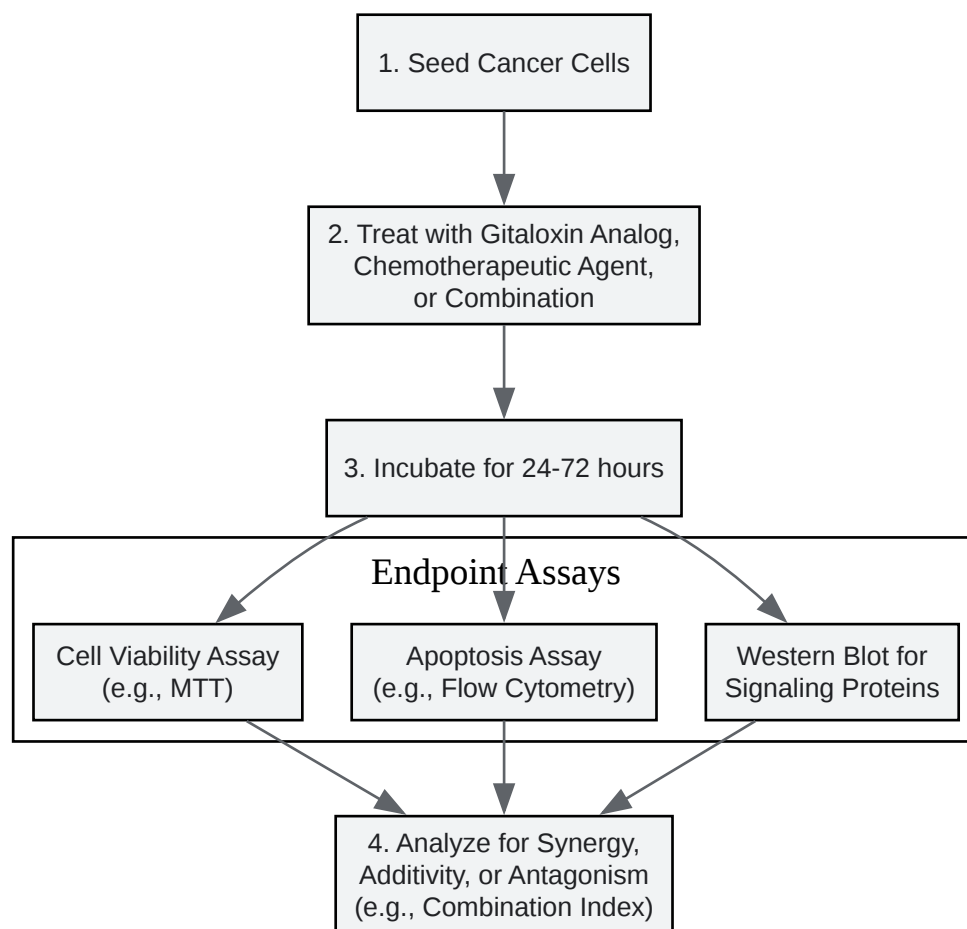 1. Seed Cancer Cells
2. Treat with Gitaloxin Analog,
Chemotherapeutic Agent,
or Combination
3. Incubate for 24-72 hours
Endpoint Assays
Cell Viability Assay
(e.g., MTT)
Apoptosis Assay
(e.g., Flow Cytometry)
Western Blot for
Signaling Proteins
4. Analyze for Synergy,
Additivity, or Antagonism
(e.g., Combination Index)